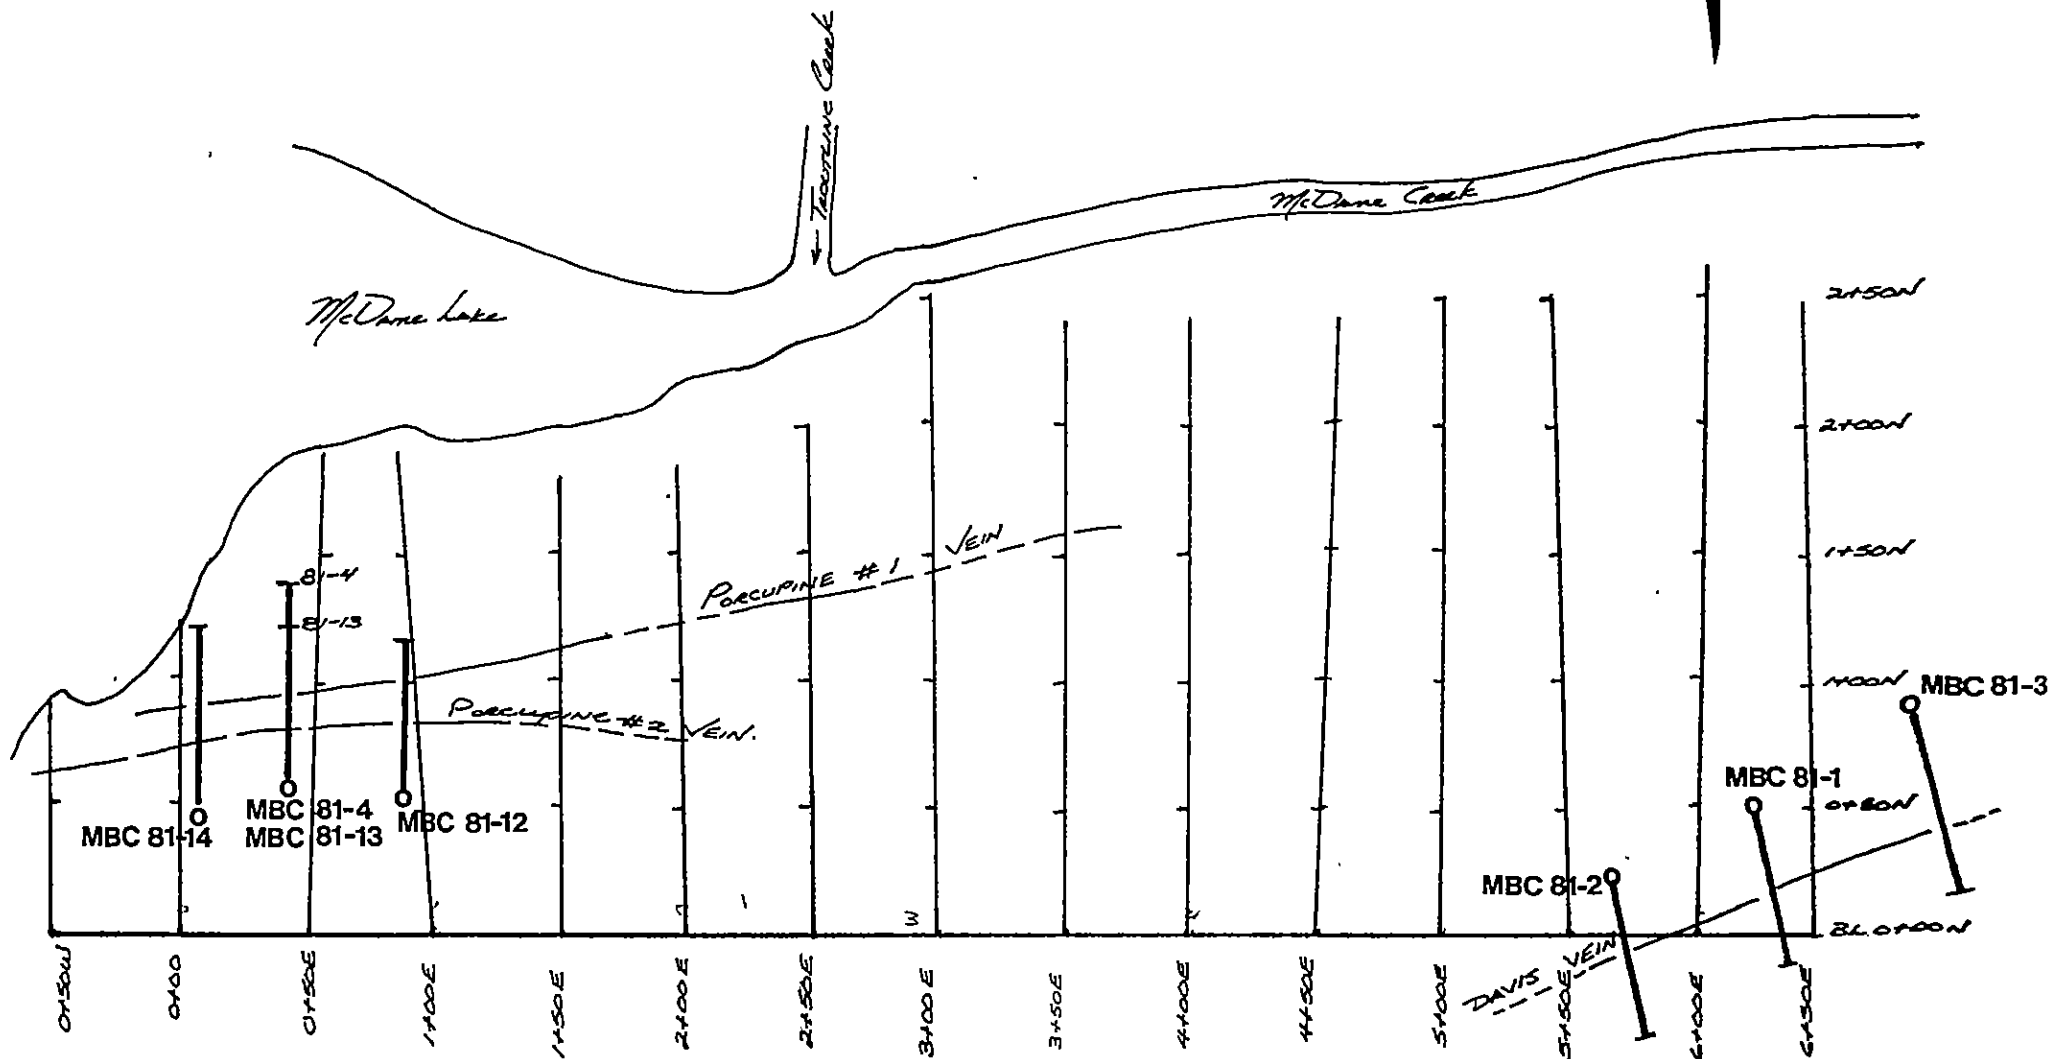 ← Troutline Creek
McDame Creek
McDame Lake
2+50N
2+00N
1+50N
1+00N
0+50N
BL 0+00N
81-4
81-13
PORCUPINE #1 VEIN
PORCUPINE #2 VEIN.
MBC 81-3
MBC 81-1
MBC 81-2
MBC 81-14
MBC 81-4
MBC 81-13
MBC 81-12
DAVIS VEIN
0+50W
0+00
0+50E
1+00E
1+50E
2+00E
2+50E
3+00E
3+50E
4+00E
4+50E
5+00E
5+50E
6+00E
6+50E